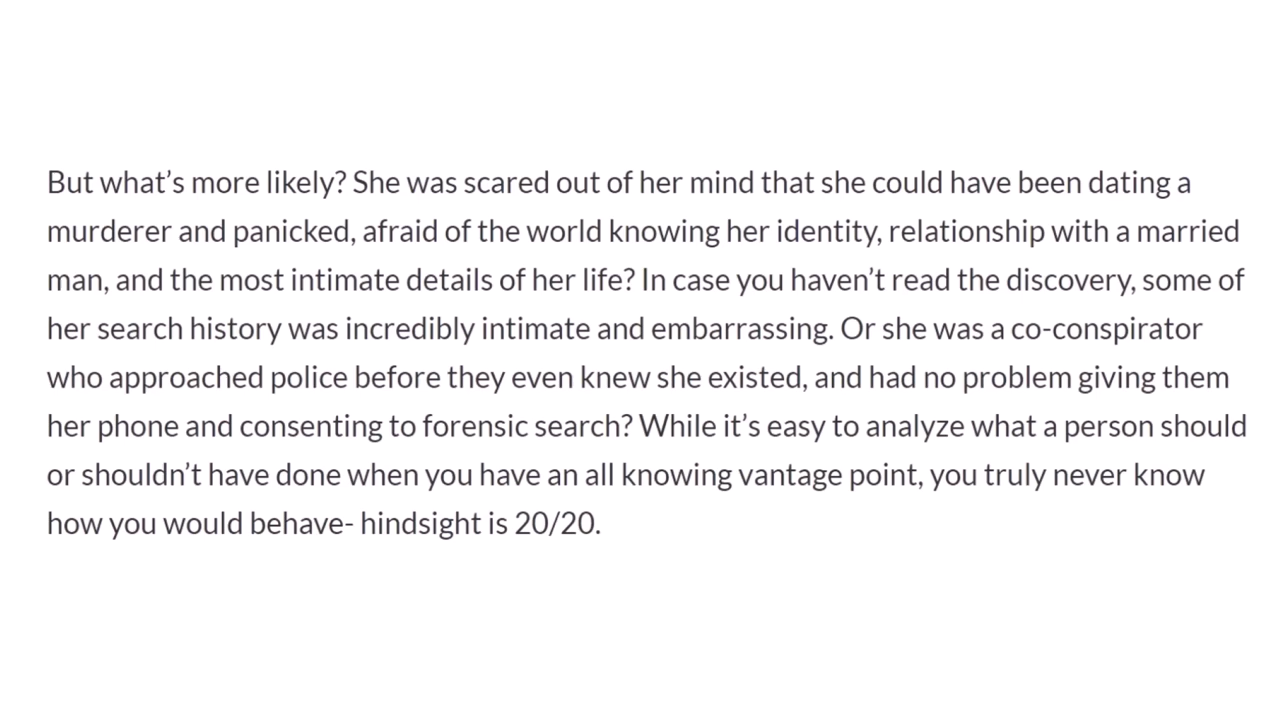 But what’s more likely? She was scared out of her mind that she could have been dating a
murderer and panicked, afraid of the world knowing her identity, relationship with a married
man, and the most intimate details of her life? In case you haven’t read the discovery, some of
her search history was incredibly intimate and embarrassing. Or she was a co-conspirator
who approached police before they even knew she existed, and had no problem giving them
her phone and consenting to forensic search? While it’s easy to analyze what a person should
or shouldn’t have done when you have an all knowing vantage point, you truly never know
how you would behave- hindsight is 20/20.